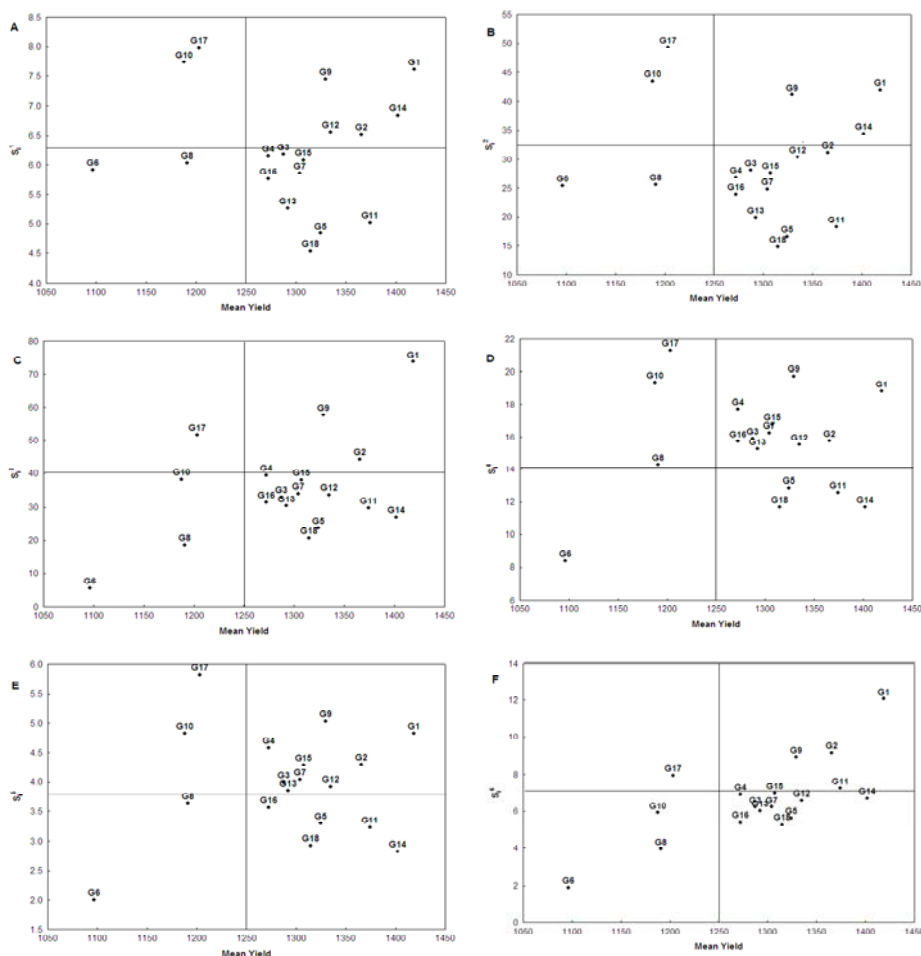 A
8.5
8.0
7.5
7.0
6.5
6.0
5.5
5.0
4.5
4.0
Si1
G17
G10
G9
G1
G14
G12
G2
G4 G3
G15
G6
G8
G7
G16
G13
G11
G5
G18
1050 1100 1150 1200 1250 1300 1350 1400 1450
Mean Yield
B
55
50
45
40
35
30
25
20
15
10
Si2
G17
G10
G9
G1
G14
G12
G2
G3
G15
G4
G6
G8
G7
G16
G13
G11
G5
G18
1050 1100 1150 1200 1250 1300 1350 1400 1450
Mean Yield
C
80
70
60
50
40
30
20
10
0
G1
G9
G17
G2
G10
G4
G15
G7
G3
G12
G16
G13
G11
G14
G5
G18
G8
G6
1050 1100 1150 1200 1250 1300 1350 1400 1450
Mean Yield
D
22
20
18
16
14
12
10
8
6
G17
G10
G9
G1
G4
G15
G7
G3
G16
G13
G12
G2
G8
G5
G11
G18
G14
G6
1050 1100 1150 1200 1250 1300 1350 1400 1450
Mean Yield
E
6.0
5.5
5.0
4.5
4.0
3.5
3.0
2.5
2.0
1.5
G17
G10
G9
G1
G4
G15
G2
G3
G7
G13
G12
G8
G16
G5
G11
G18
G14
G6
1050 1100 1150 1200 1250 1300 1350 1400 1450
Mean Yield
F
14
12
10
8
6
4
2
0
G1
G9
G2
G17
G11
G4
G15
G12
G14
G10
G3
G7
G13
G16
G5
G18
G8
G6
1050 1100 1150 1200 1250 1300 1350 1400 1450
Mean Yield